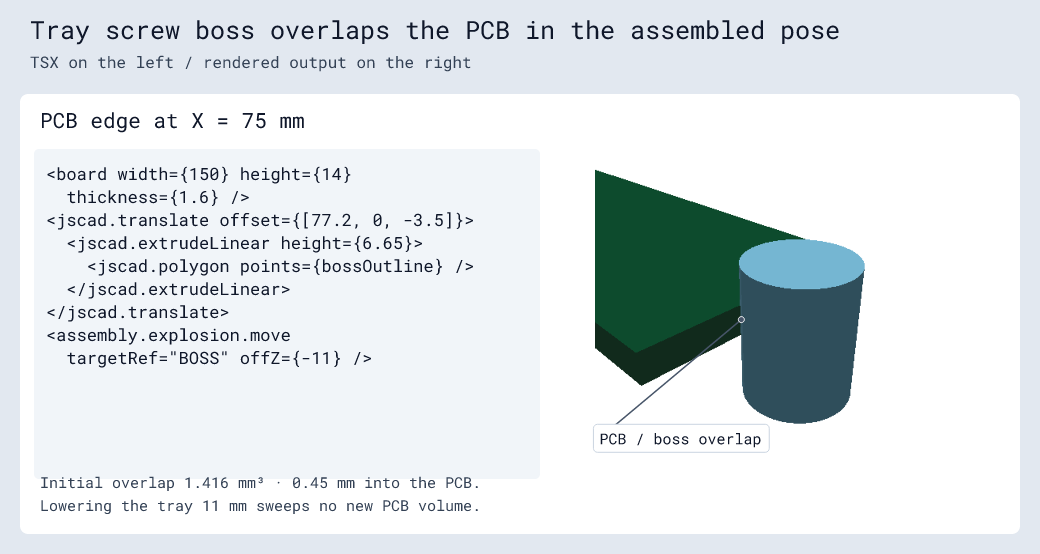 Tray screw boss overlaps the PCB in the assembled pose
TSX on the left / rendered output on the right
PCB edge at X = 75 mm
<board width={150} height={14}
  thickness={1.6} />
<jscad.translate offset={[77.2, 0, -3.5]}>
  <jscad.extrudeLinear height={6.65}>
    <jscad.polygon points={bossOutline} />
  </jscad.extrudeLinear>
</jscad.translate>
<assembly.explosion.move
  targetRef="BOSS" offZ={-11} />
PCB / boss overlap
Initial overlap 1.416 mm³ · 0.45 mm into the PCB.
Lowering the tray 11 mm sweeps no new PCB volume.